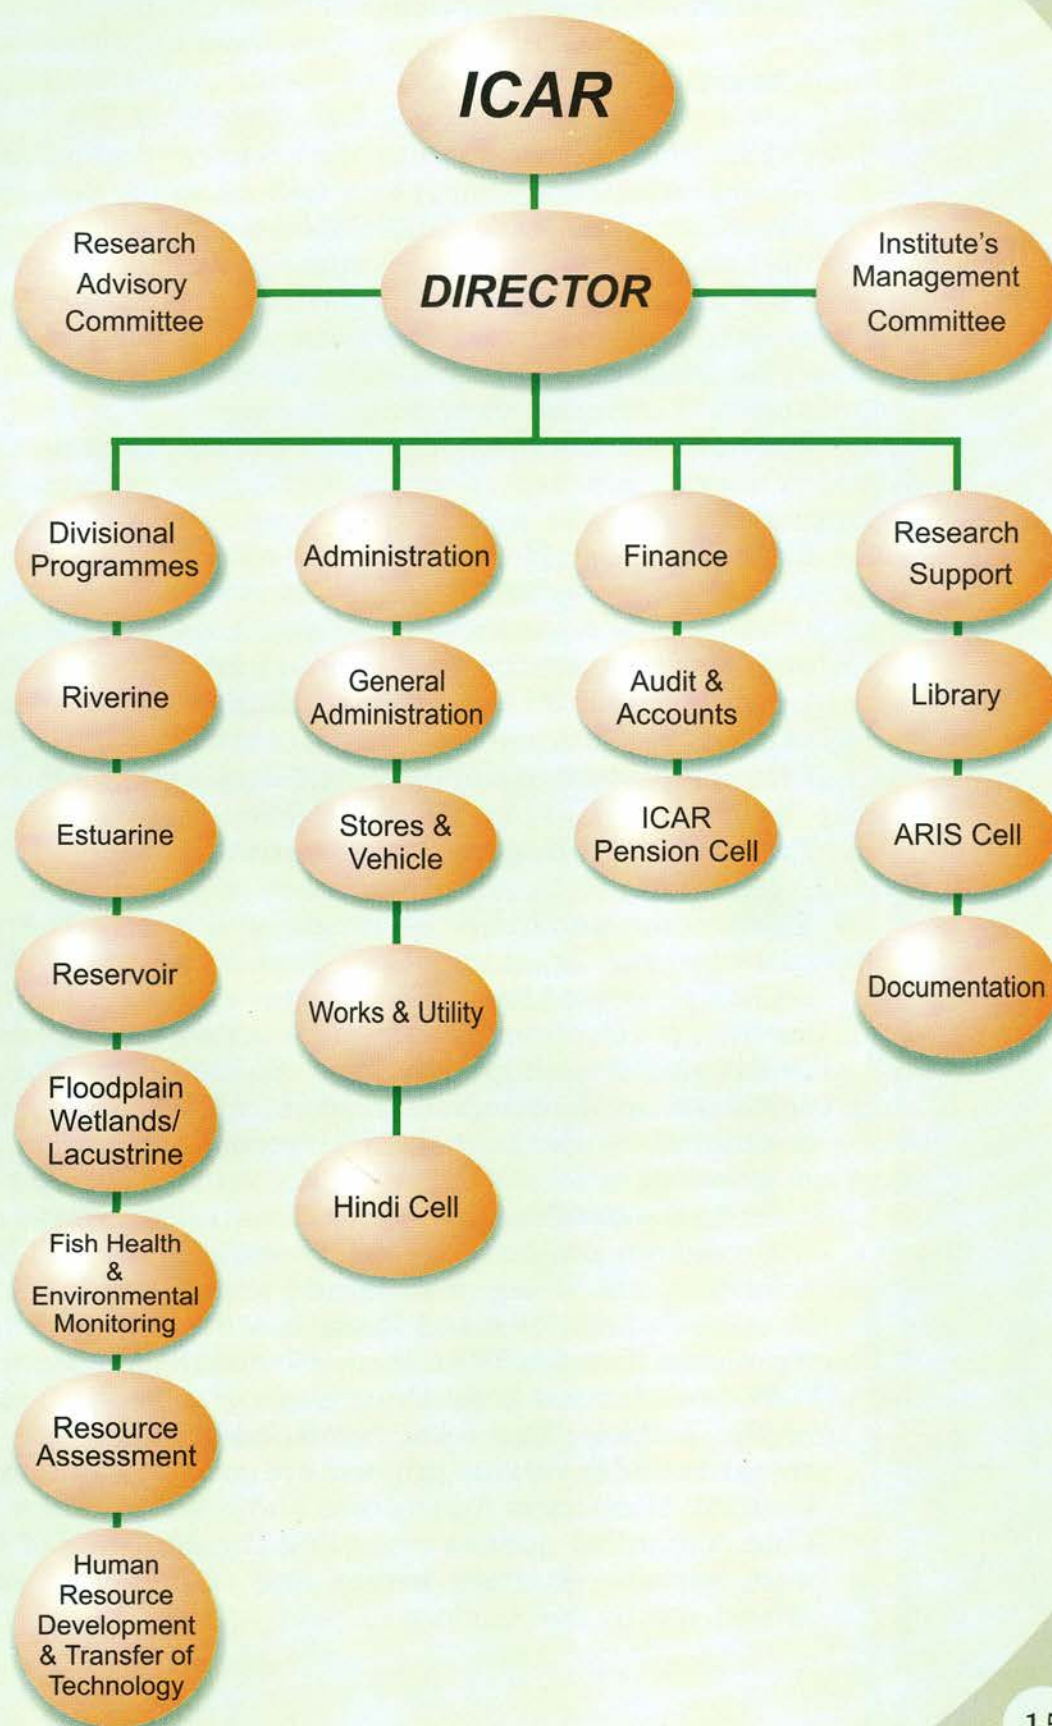 ICAR
Research
Advisory
Committee
DIRECTOR
Institute's
Management
Committee
Divisional
Programmes
Riverine
Estuarine
Reservoir
Floodplain
Wetlands/
Lacustrine
Fish Health
&
Environmental
Monitoring
Resource
Assessment
Human
Resource
Development
& Transfer of
Technology
Administration
General
Administration
Stores &
Vehicle
Works & Utility
Hindi Cell
Finance
Audit &
Accounts
ICAR
Pension Cell
Research
Support
Library
ARIS Cell
Documentation